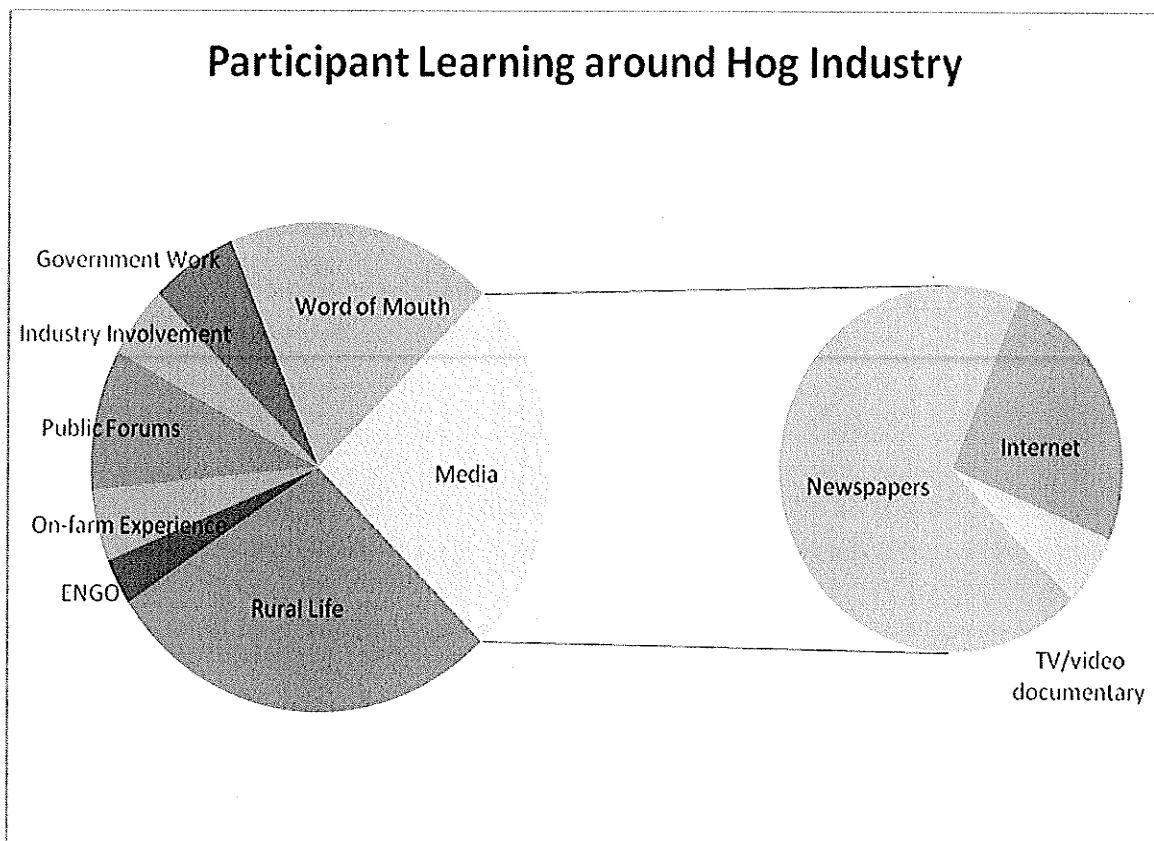 Participant Learning around Hog Industry
Government Work
Word of Mouth
Industry Involvement
Public Forums
Media
On-farm Experience
ENGO
Rural Life
Internet
Newspapers
TV/video
documentary